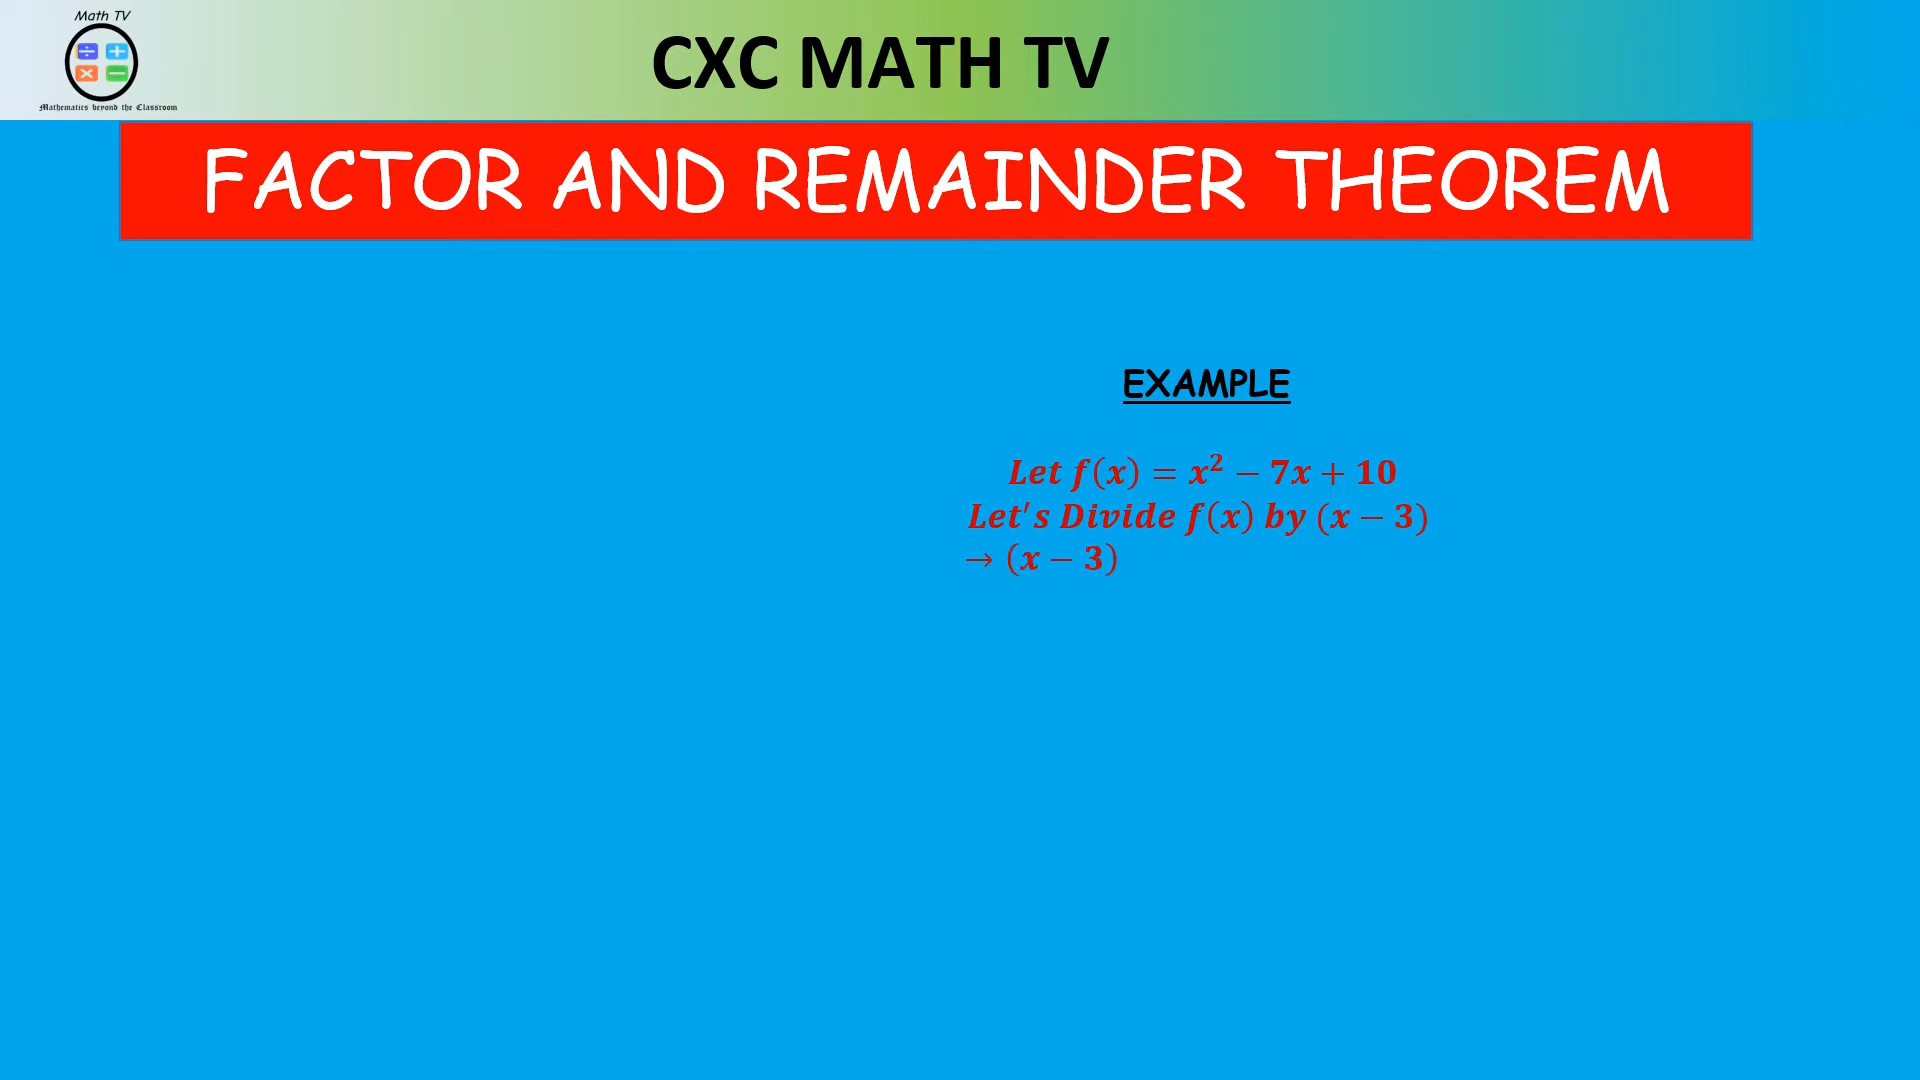 Math TV
Mathematics beyond the Classroom
CXC MATH TV
FACTOR AND REMAINDER THEOREM
EXAMPLE
Let f(x) = x² − 7x + 10
Let's Divide f(x) by (x − 3)
→ (x − 3)